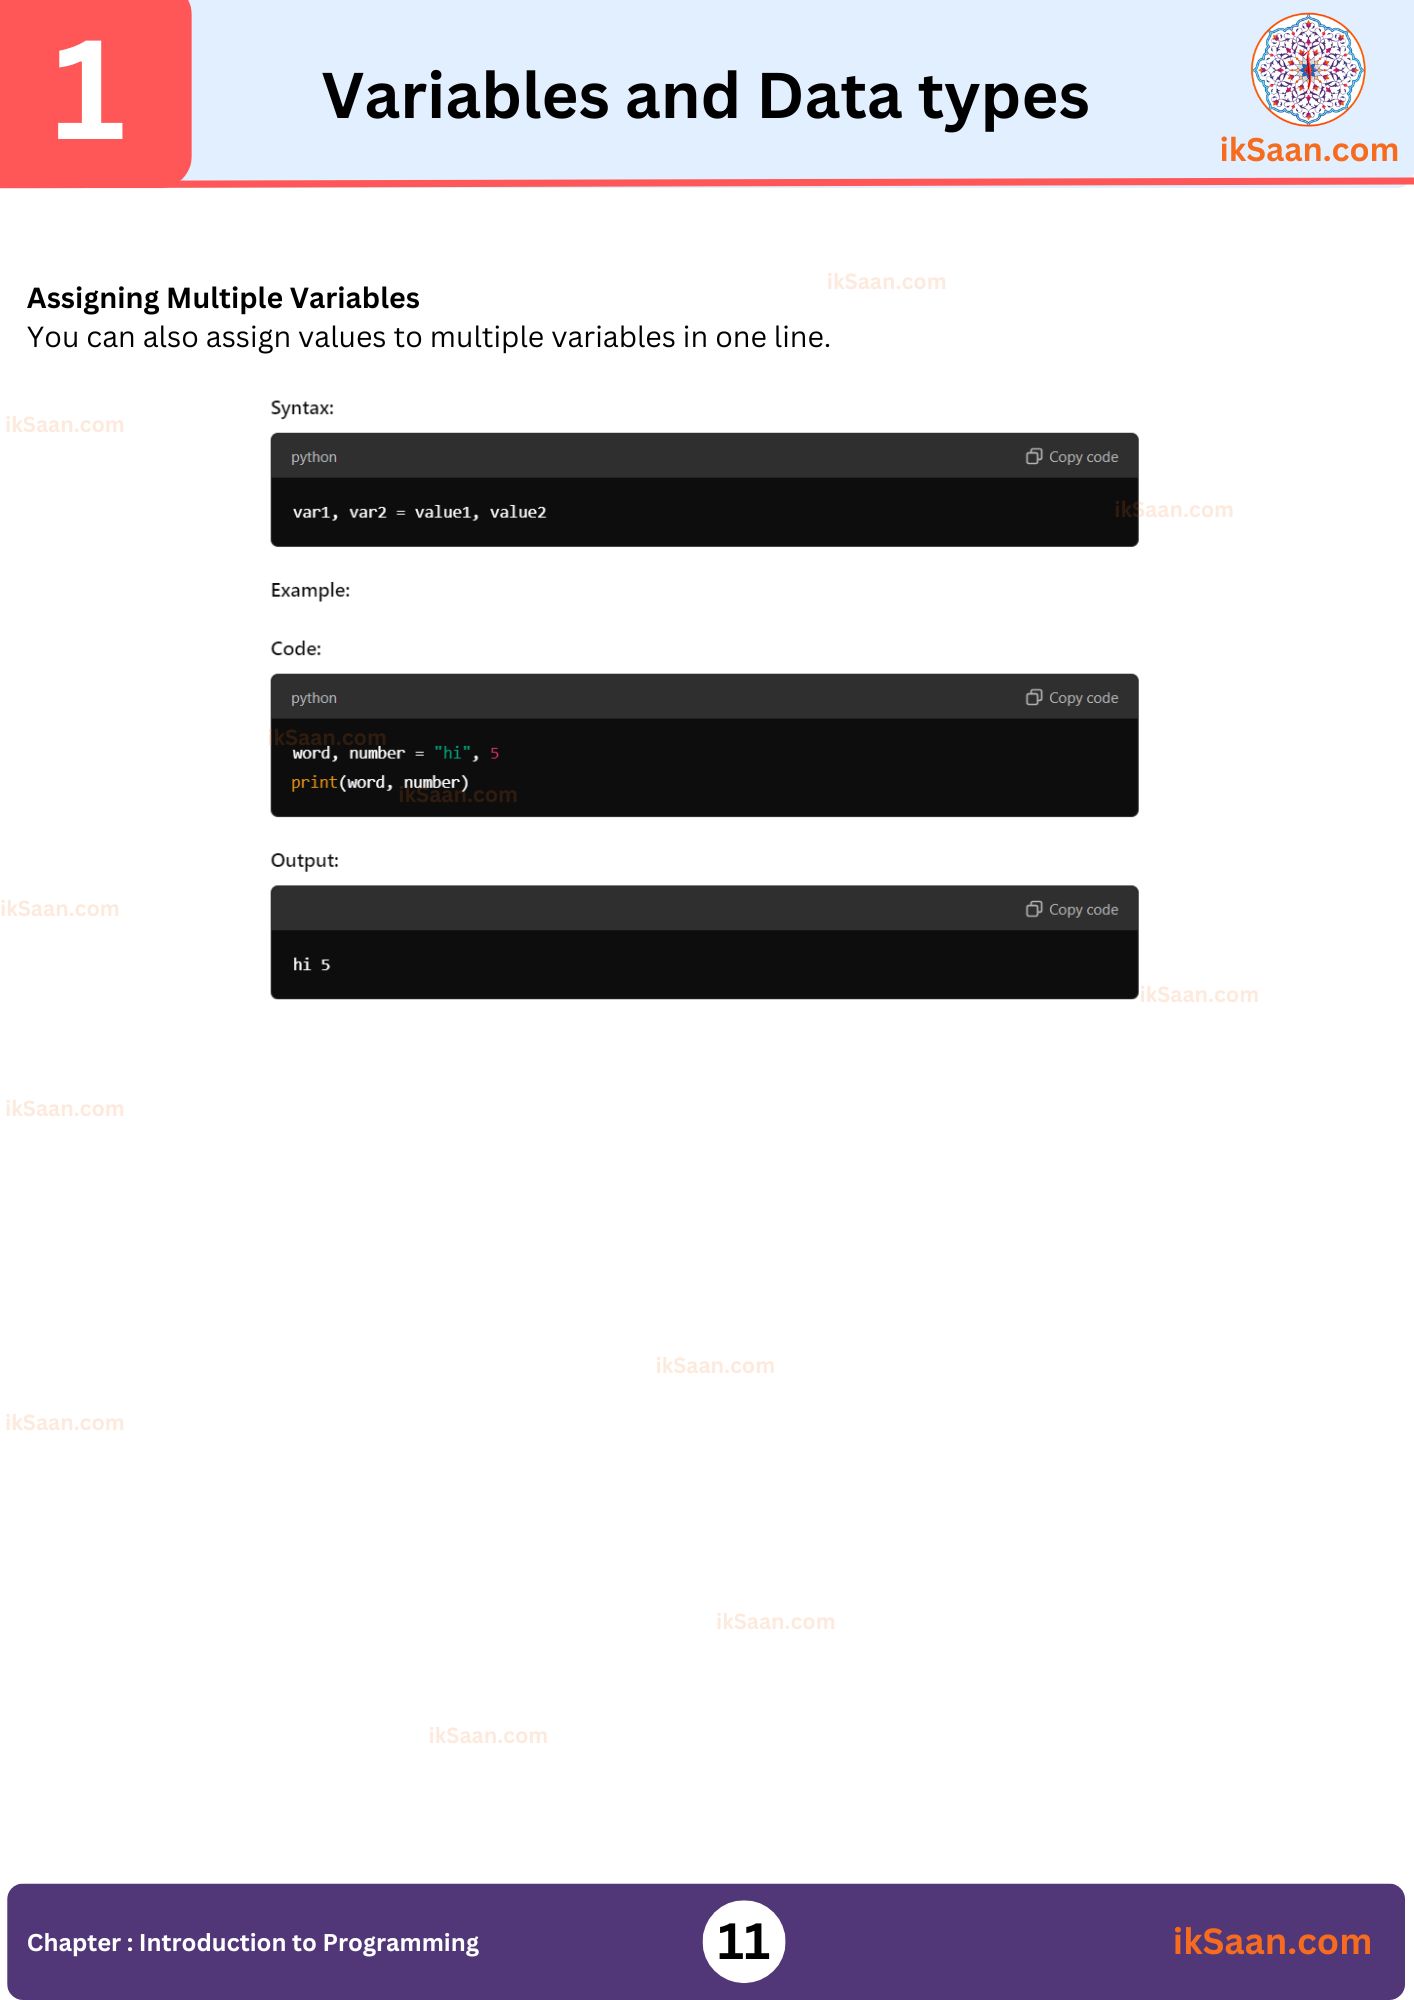 1
Variables and Data types
ikSaan.com
ikSaan.com
Assigning Multiple Variables
You can also assign values to multiple variables in one line.
Syntax:
ikSaan.com
python
Copy code
var1, var2 = value1, value2
ikSaan.com
Example:
Code:
python
Copy code
ikSaan.com
word, number = "hi", 5
print(word, number)
ikSaan.com
Output:
ikSaan.com
Copy code
hi 5
ikSaan.com
ikSaan.com
ikSaan.com
ikSaan.com
ikSaan.com
ikSaan.com
Chapter : Introduction to Programming
11
ikSaan.com